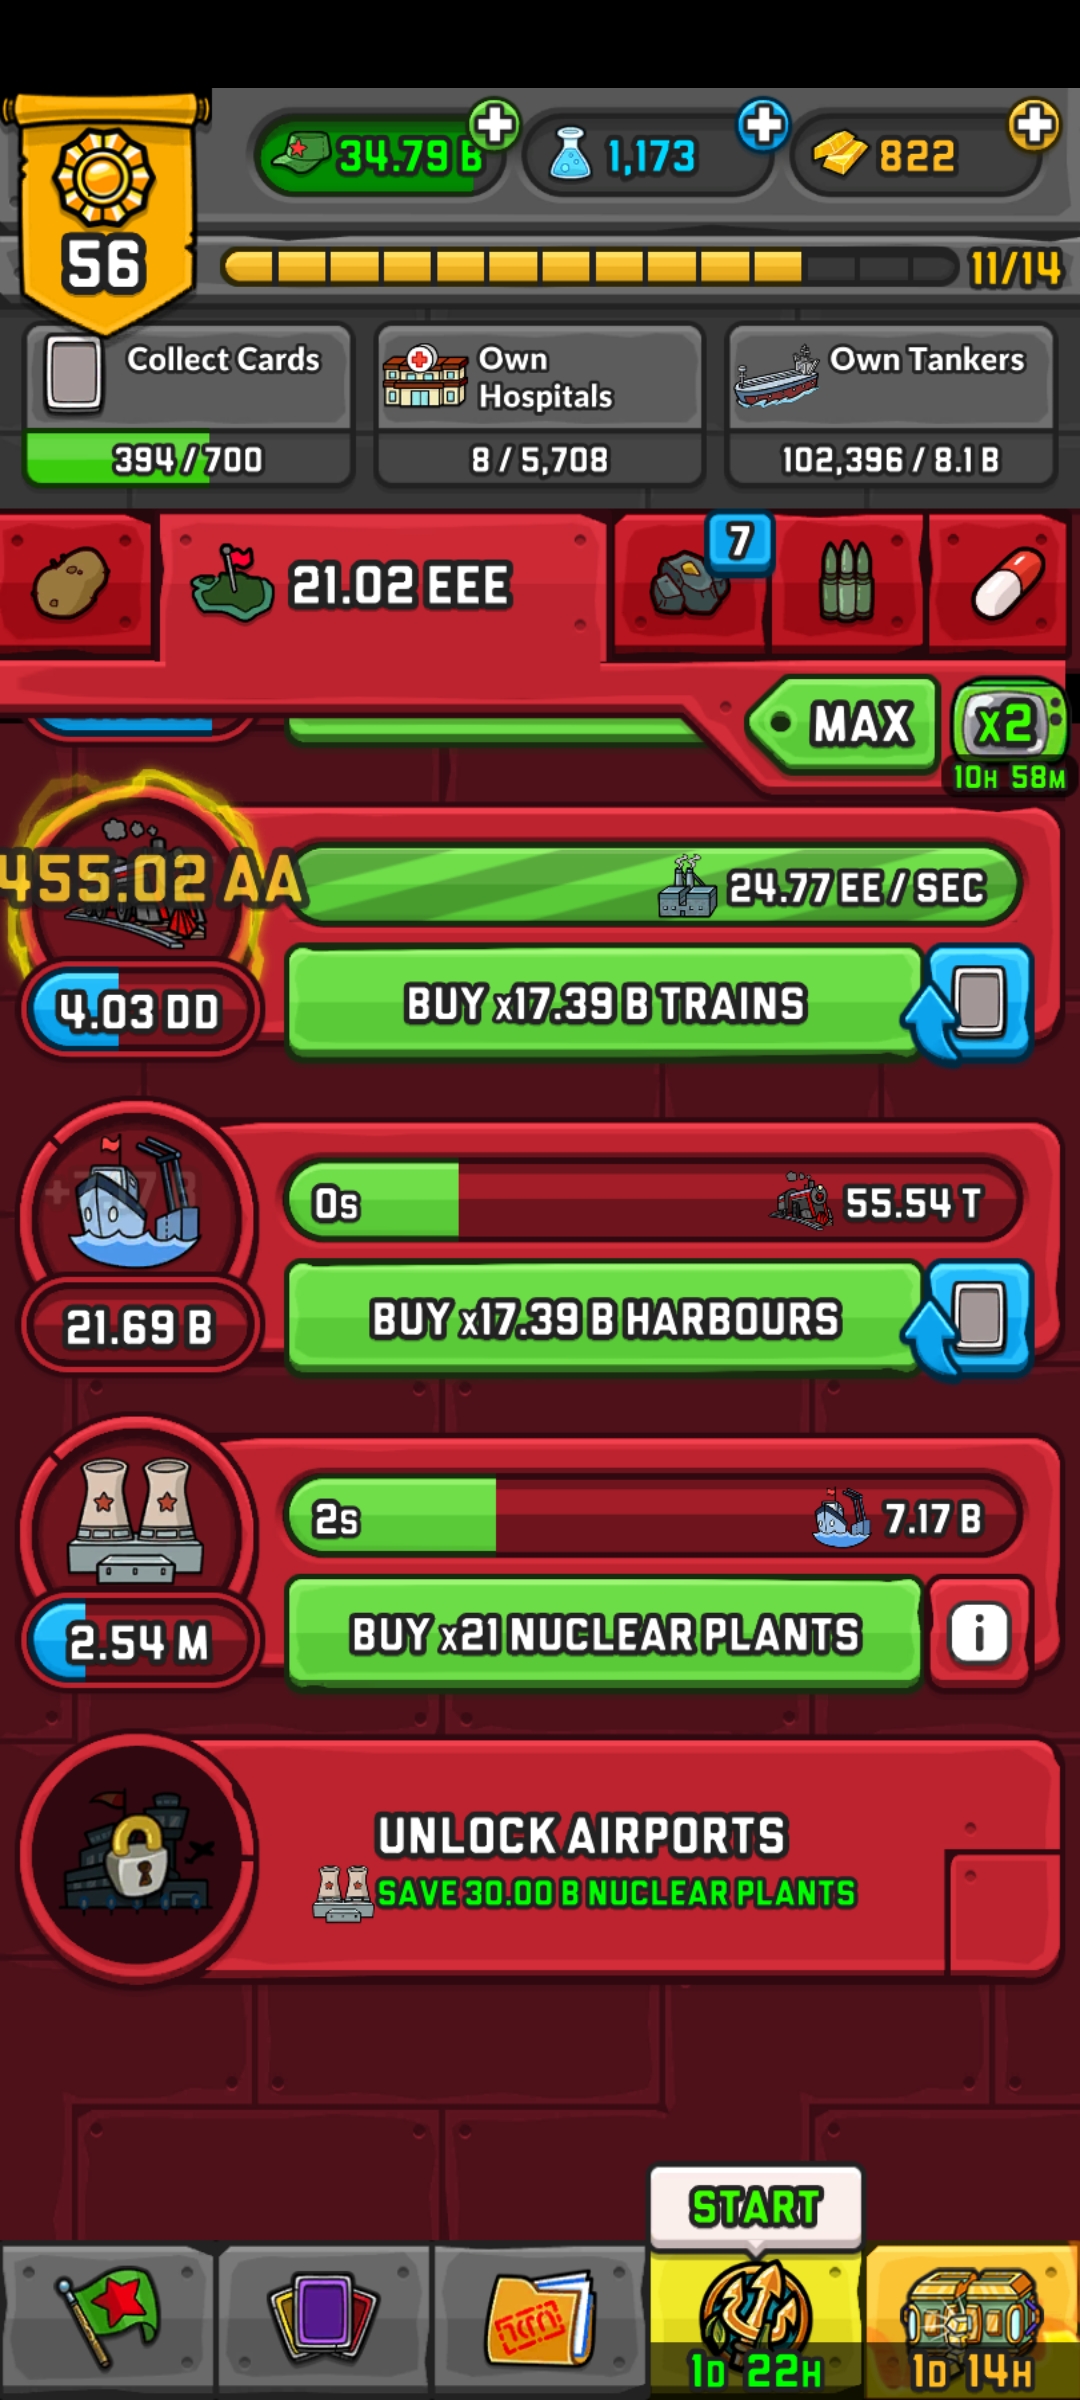 56
34.79 B
1,173
822
11/14
Collect Cards
394 / 700
Own
Hospitals
8 / 5,708
Own Tankers
102,396 / 8.1 B
21.02 EEE
7
MAX
x2
10H 58M
455.02 AA
24.77 EE / SEC
4.03 DD
BUY x17.39 B TRAINS
0s
55.54 T
21.69 B
BUY x17.39 B HARBOURS
2s
7.17 B
2.54 M
BUY x21 NUCLEAR PLANTS
i
UNLOCK AIRPORTS
SAVE 30.00 B NUCLEAR PLANTS
START
1D 22H
1D 14H